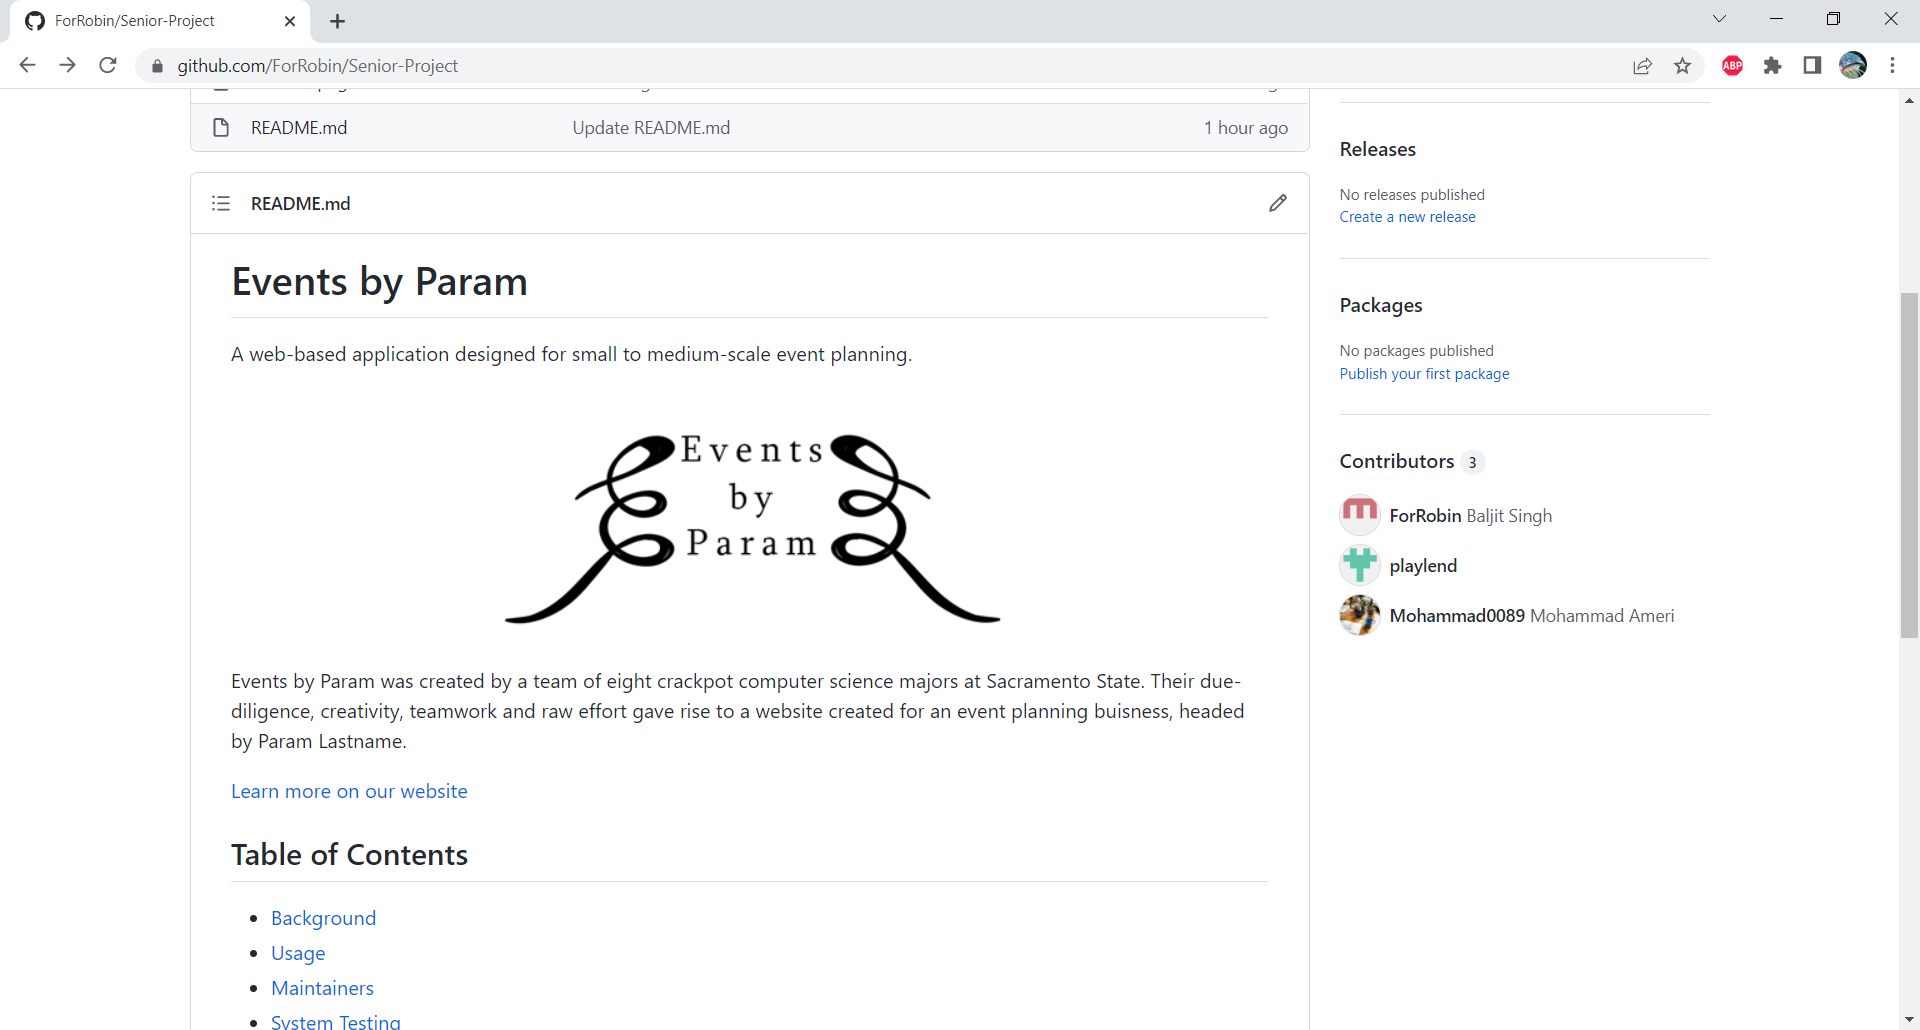 ForRobin/Senior-Project
github.com/ForRobin/Senior-Project
ABP
README.md Update README.md 1 hour ago
README.md
Events by Param
A web-based application designed for small to medium-scale event planning.
Events
by
Param
Events by Param was created by a team of eight crackpot computer science majors at Sacramento State. Their due-
diligence, creativity, teamwork and raw effort gave rise to a website created for an event planning buisness, headed
by Param Lastname.
Learn more on our website
Table of Contents
Background
Usage
Maintainers
System Testing
Releases
No releases published
Create a new release
Packages
No packages published
Publish your first package
Contributors 3
ForRobin Baljit Singh
playlend
Mohammad0089 Mohammad Ameri